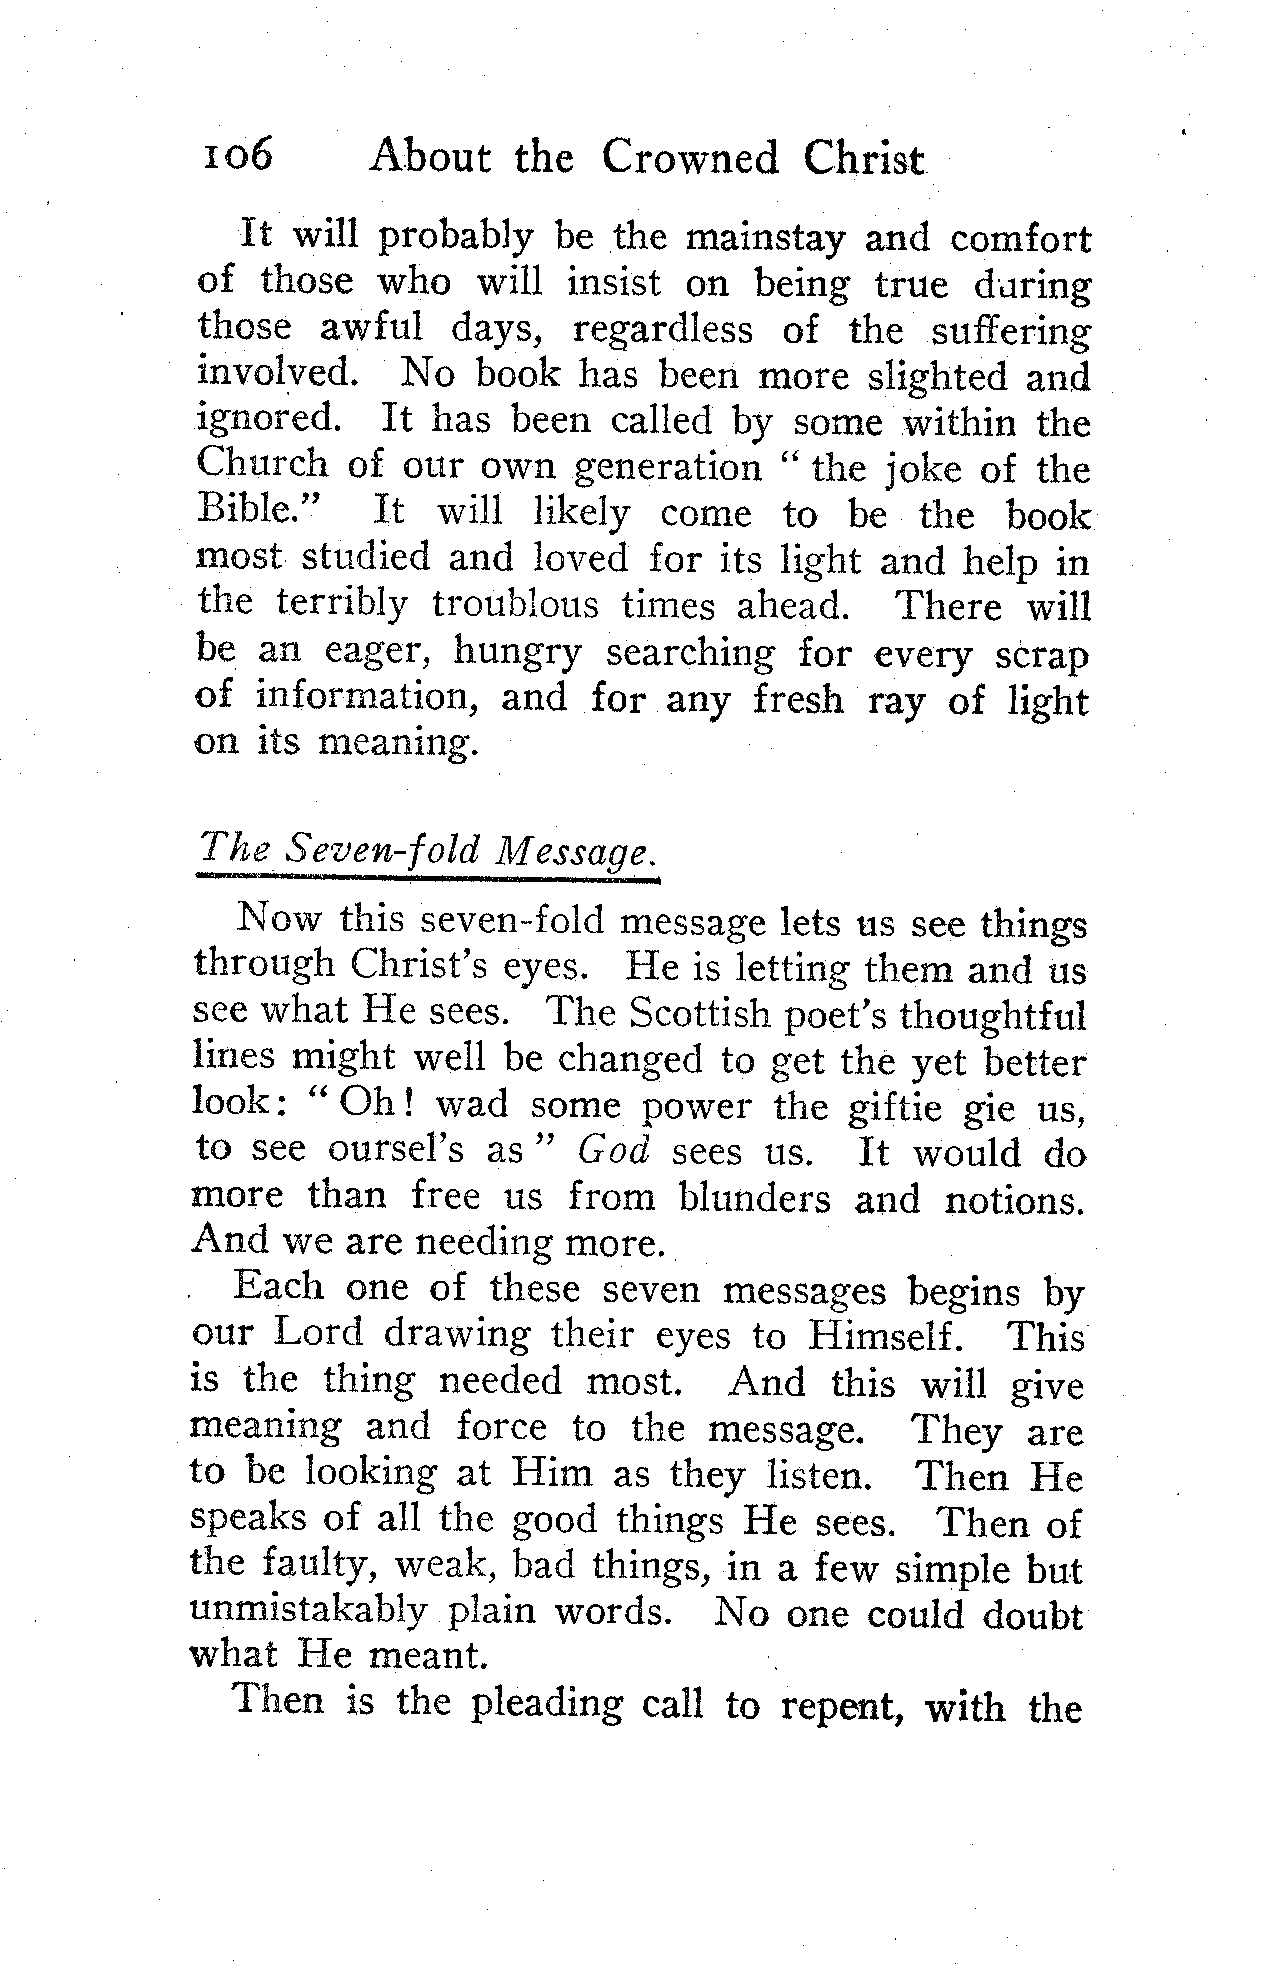 106 About the Crowned Christ
It will probably be the mainstay and comfort
of those who will insist on being true during
those awful days, regardless of the suffering
involved. No book has been more slighted and
ignored. It has been called by some within the
Church of our own generation " the joke of the
Bible." It will likely come to be the book
most studied and loved for its light and help in
the terribly troublous times ahead. There will
be an eager, hungry searching for every scrap
of information, and for any fresh ray of light
on its meaning.
The Seven-fold Message.
Now this seven-fold message lets us see things
through Christ's eyes. He is letting them and us
see what He sees. The Scottish poet's thoughtful
lines might well be changed to get the yet better
look: " Oh! wad some power the giftie gie us,
to see oursel's as " God sees us. It would do
more than free us from blunders and notions.
And we are needing more.
Each one of these seven messages begins by
our Lord drawing their eyes to Himself. This
is the thing needed most. And this will give
meaning and force to the message. They are
to be looking at Him as they listen. Then He
speaks of all the good things He sees. Then of
the faulty, weak, bad things, in a few simple but
unmistakably plain words. No one could doubt
what He meant.
Then is the pleading call to repent, with the